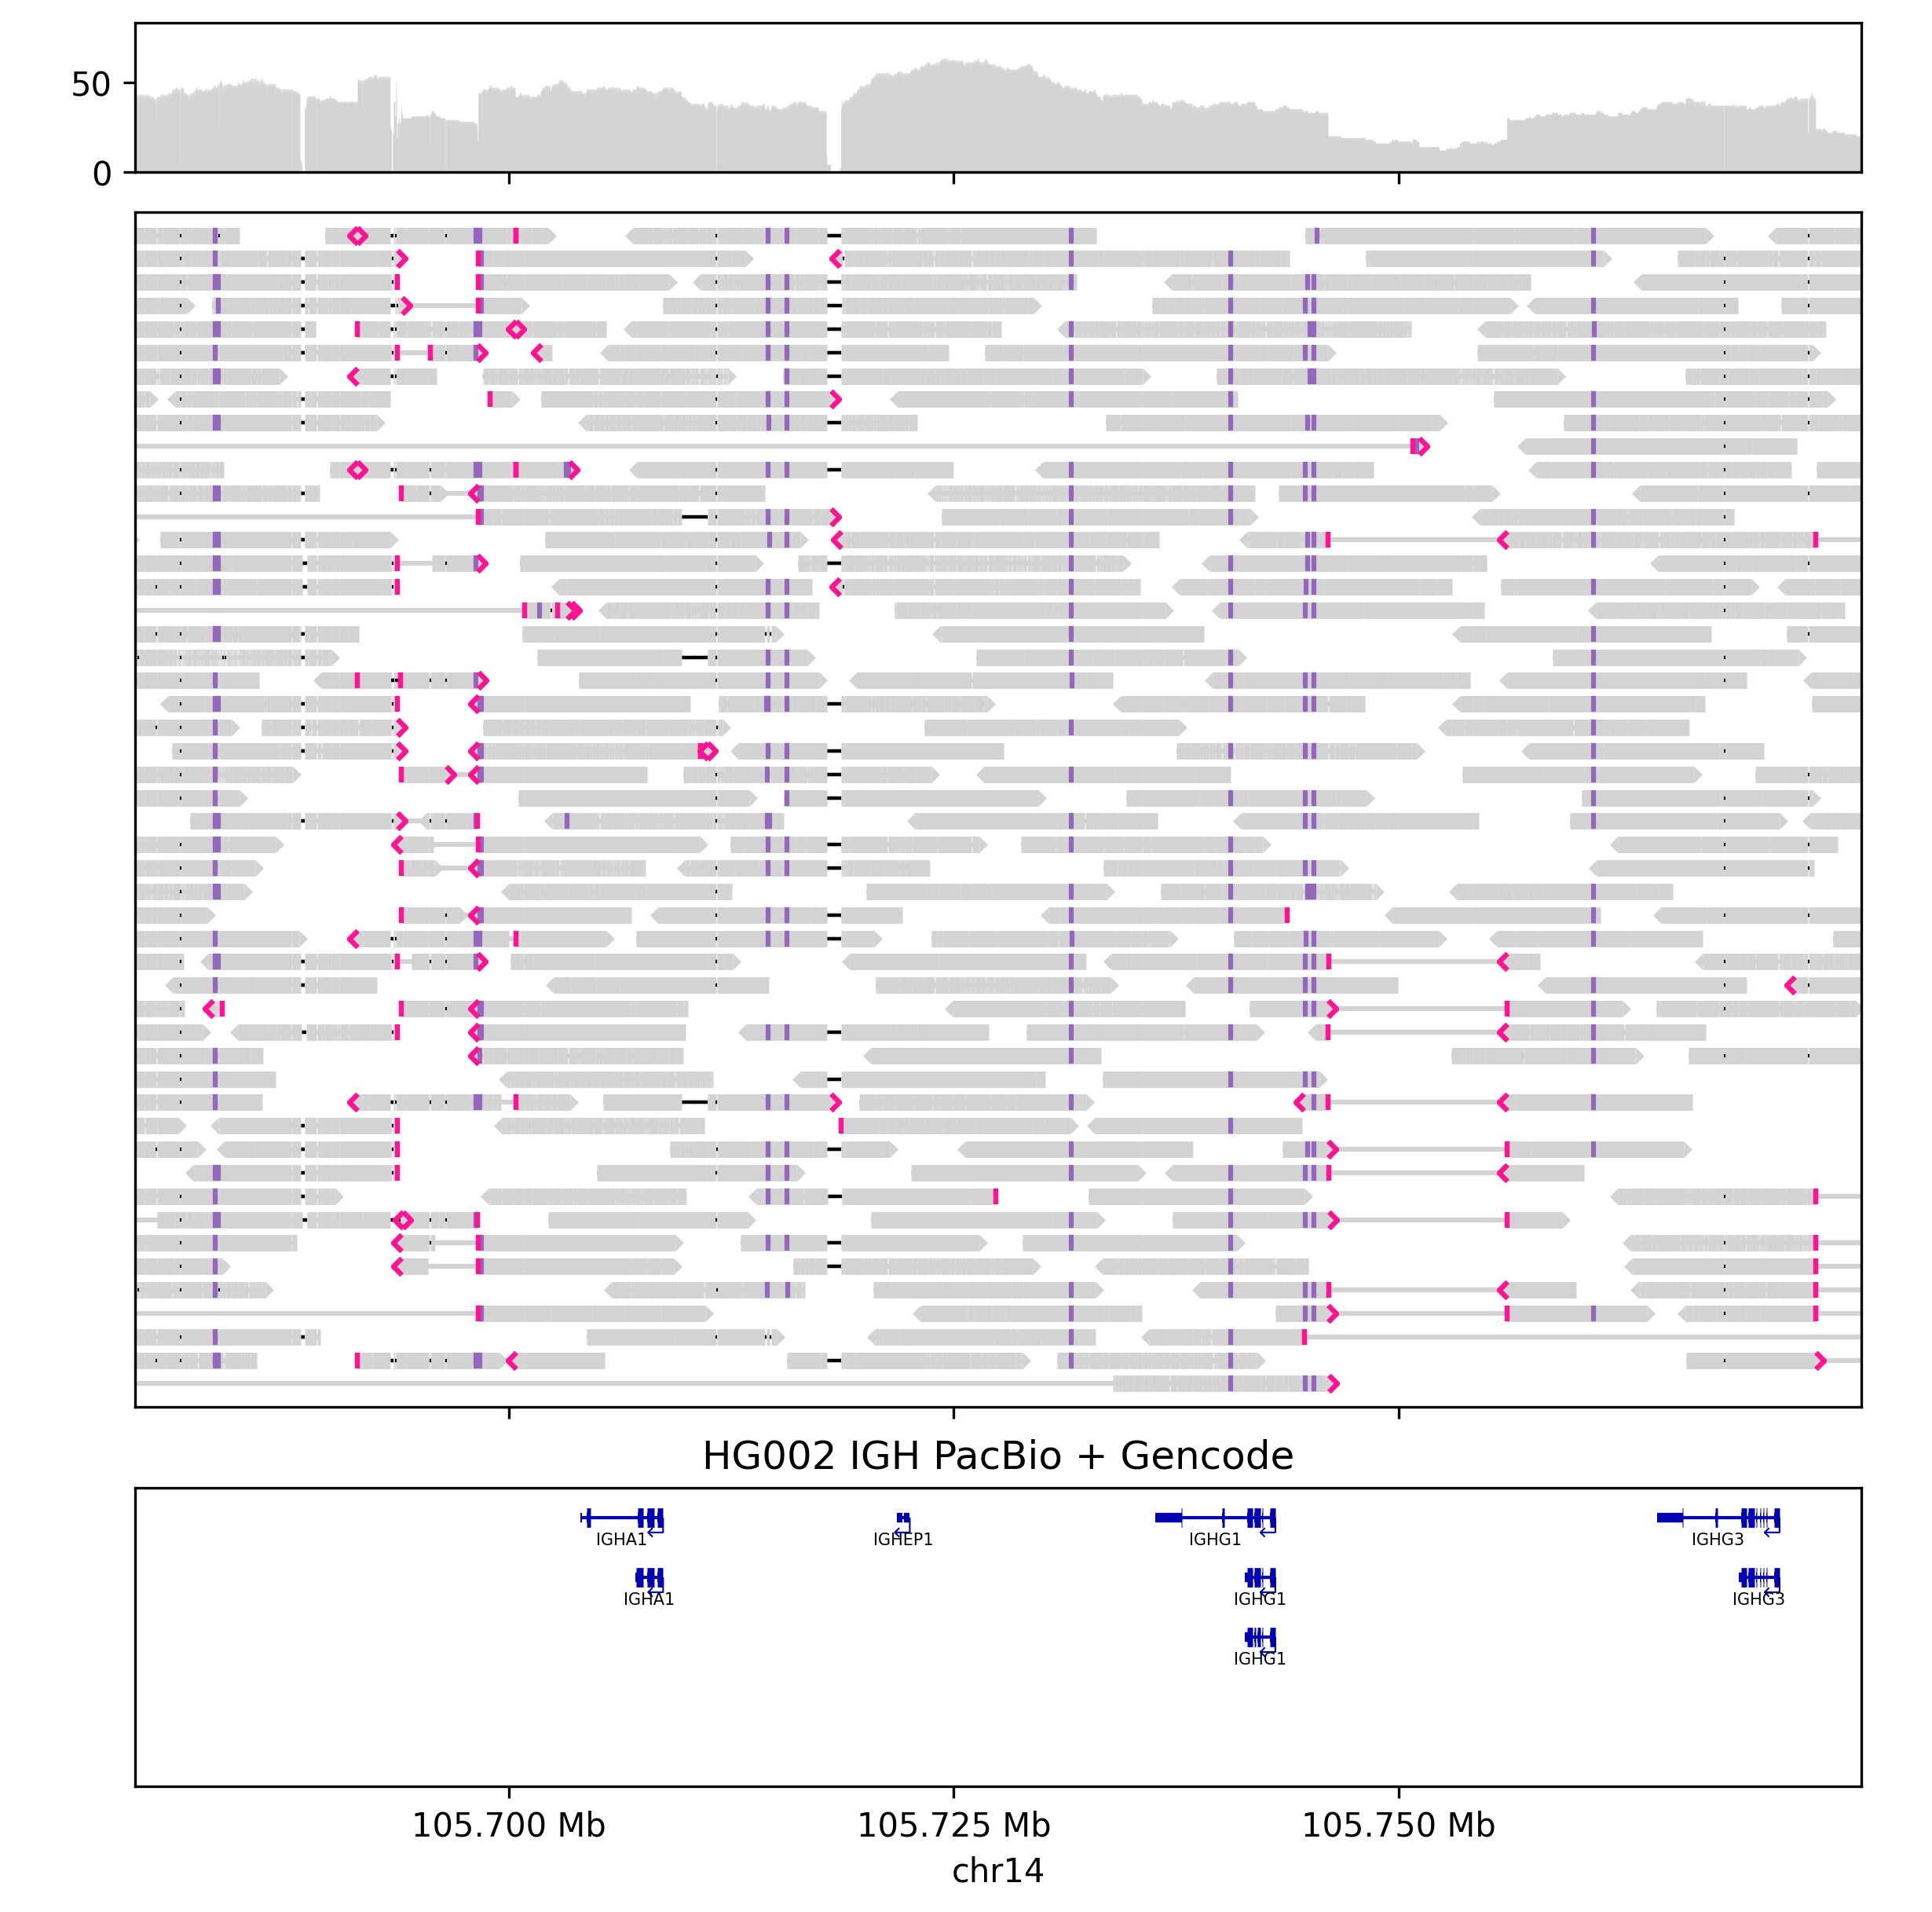 50
0
HG002 IGH PacBio + Gencode
IGHA1 IGHEP1 IGHG1 IGHG3
IGHA1 IGHG1 IGHG3
IGHG1
105.700 Mb 105.725 Mb 105.750 Mb
chr14